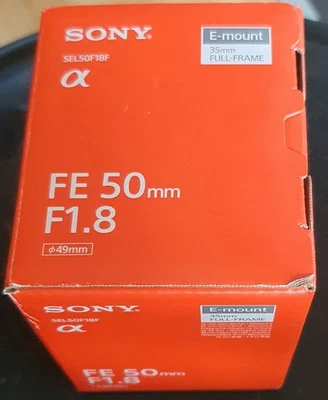 SONY
SEL50F18F
α
E-mount
35mm
FULL-FRAME
FE 50mm
F1.8
φ49mm
SONY
SEL50F18F
α
E-mount
35mm
FULL-FRAME
FE 50mm
F1.8